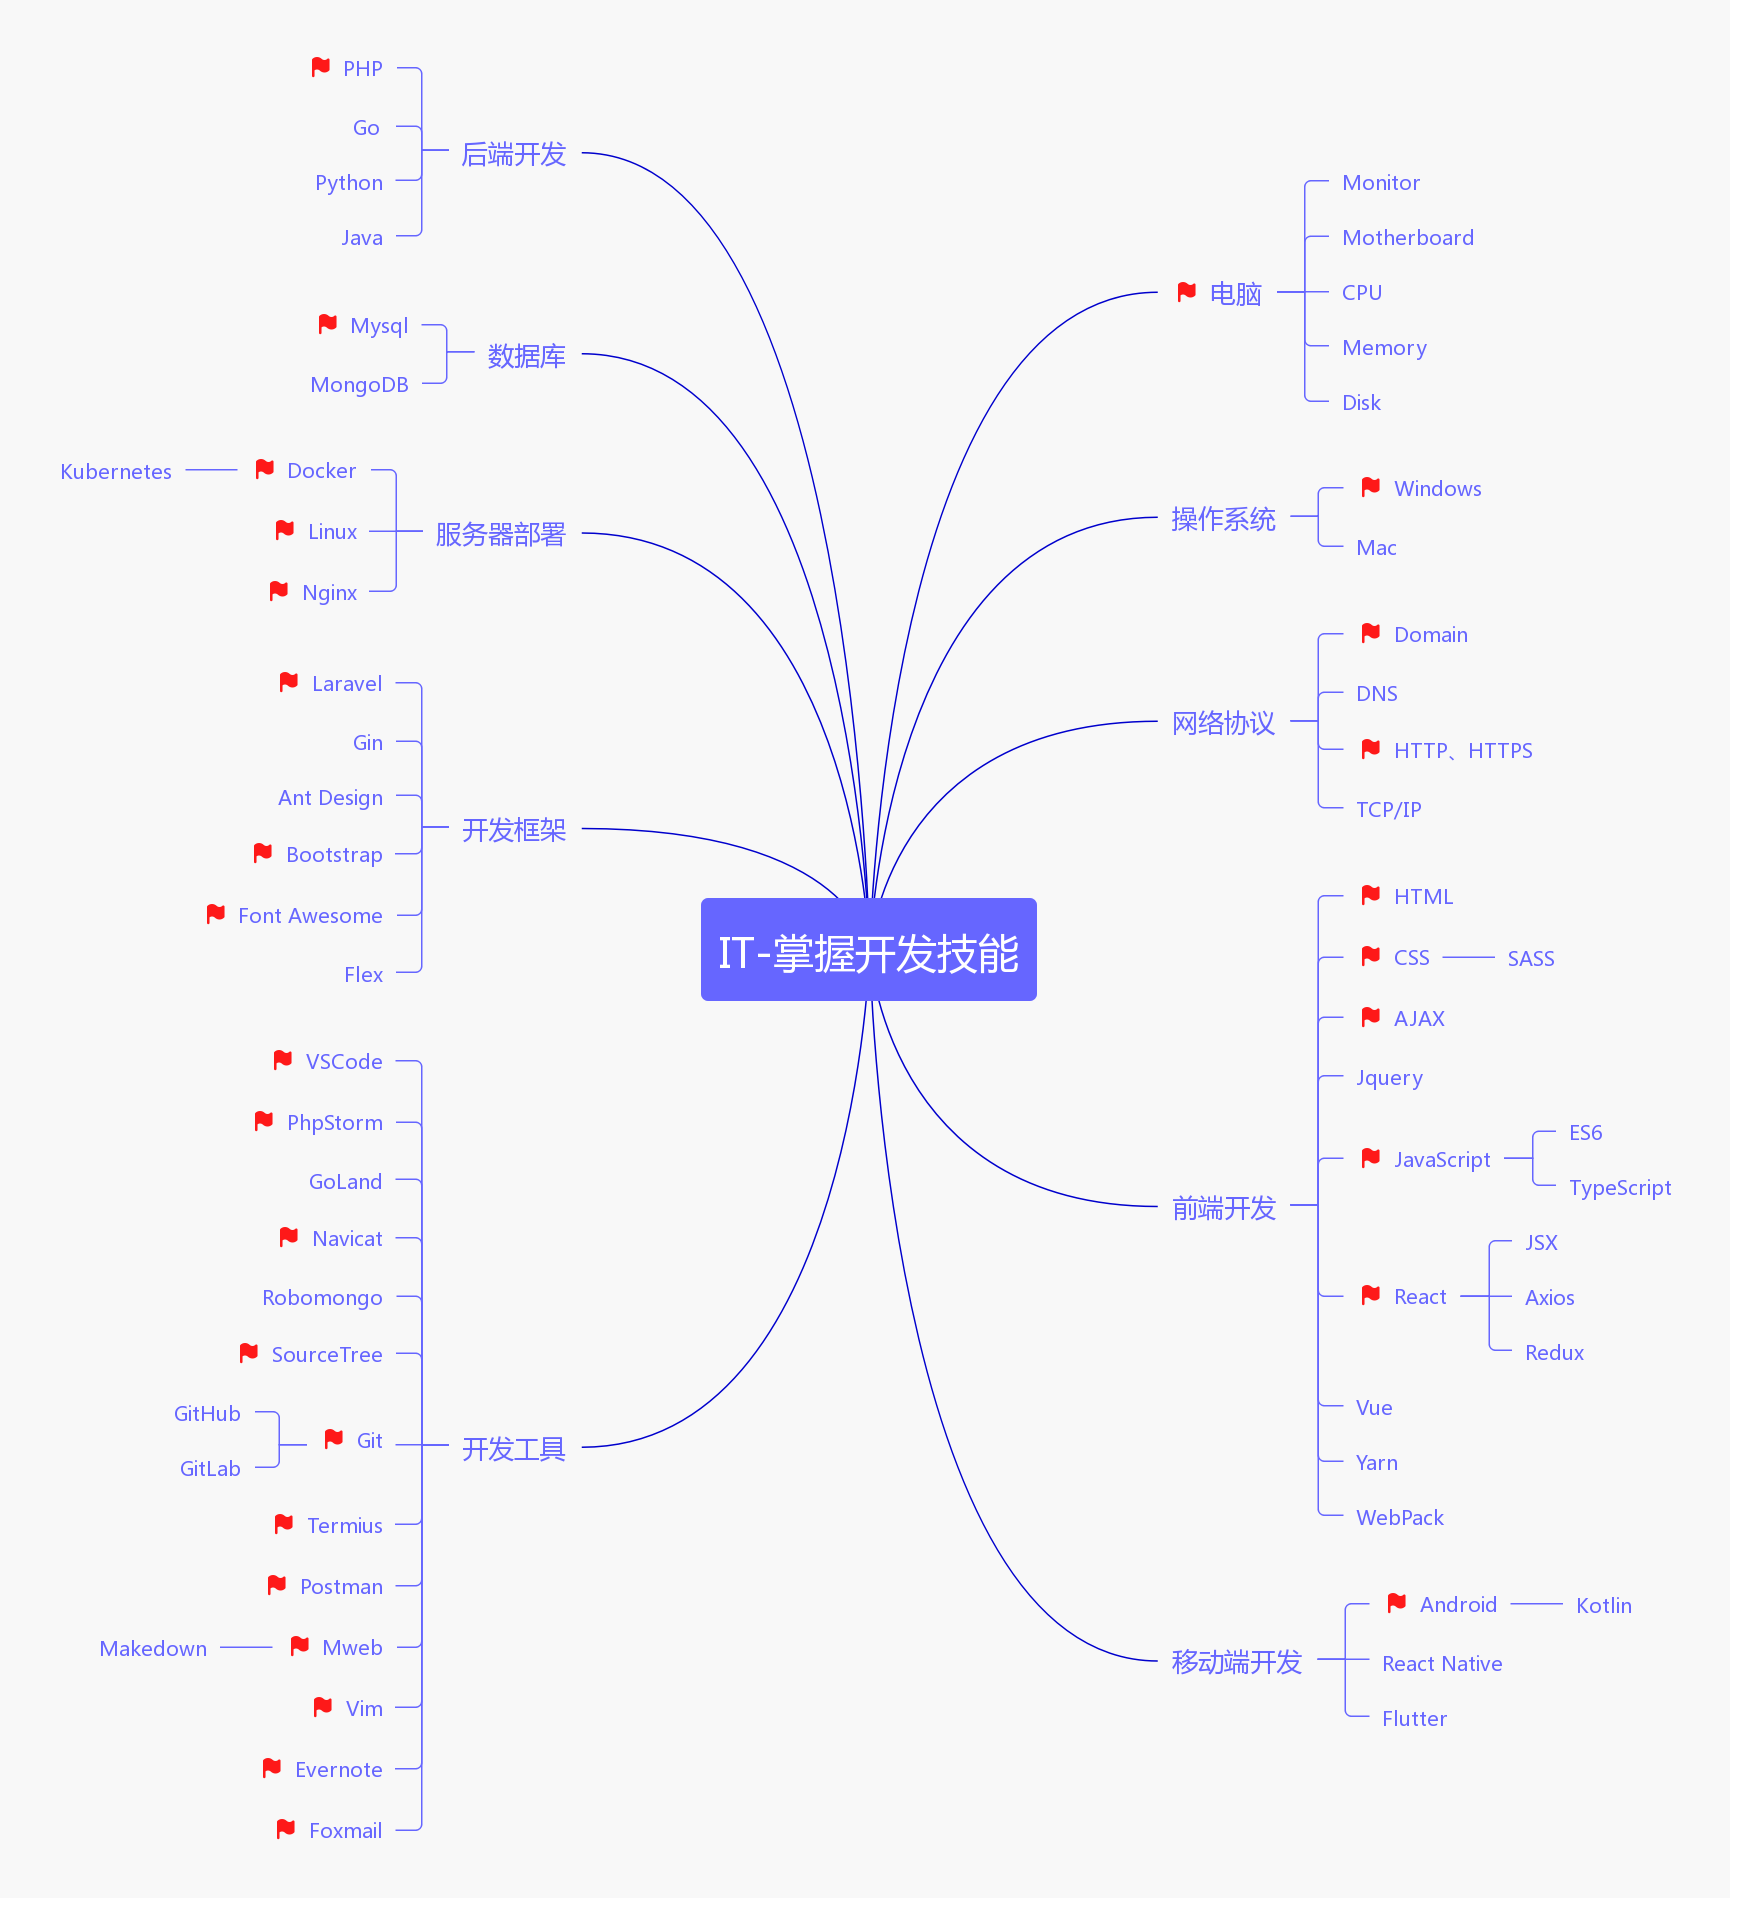 IT-掌握开发技能
后端开发
PHP
Go
Python
Java
数据库
Mysql
MongoDB
服务器部署
Docker
Kubernetes
Linux
Nginx
开发框架
Laravel
Gin
Ant Design
Bootstrap
Font Awesome
Flex
开发工具
VSCode
PhpStorm
GoLand
Navicat
Robomongo
SourceTree
Git
GitHub
GitLab
Termius
Postman
Mweb
Makedown
Vim
Evernote
Foxmail
电脑
Monitor
Motherboard
CPU
Memory
Disk
操作系统
Windows
Mac
网络协议
Domain
DNS
HTTP、HTTPS
TCP/IP
前端开发
HTML
CSS
SASS
AJAX
Jquery
JavaScript
ES6
TypeScript
React
JSX
Axios
Redux
Vue
Yarn
WebPack
移动端开发
Android
Kotlin
React Native
Flutter